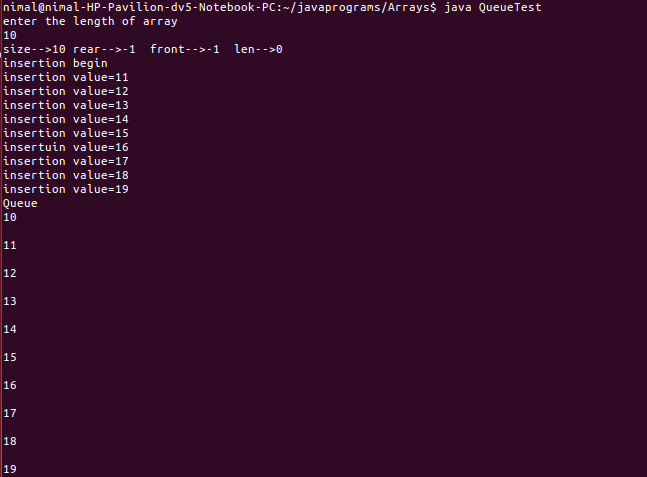 nimal@nimal-HP-Pavilion-dv5-Notebook-PC:~/javaprograms/Arrays$ java QueueTest
enter the length of array
10
size-->10 rear-->-1  front-->-1  len-->0
insertion begin
insertion value=11
insertion value=12
insertion value=13
insertion value=14
insertion value=15
insertuin value=16
insertion value=17
insertion value=18
insertion value=19
Queue
10
11
12
13
14
15
16
17
18
19